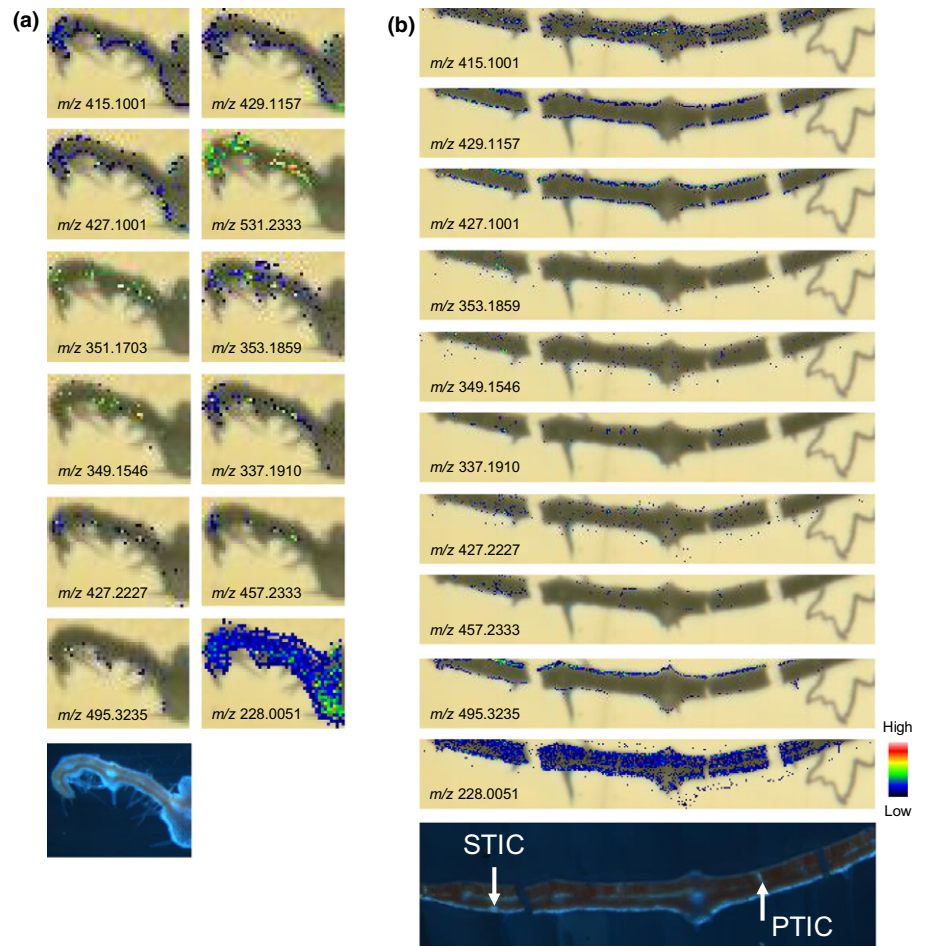 (a)
m/z 415.1001
m/z 429.1157
m/z 427.1001
m/z 531.2333
m/z 351.1703
m/z 353.1859
m/z 349.1546
m/z 337.1910
m/z 427.2227
m/z 457.2333
m/z 495.3235
m/z 228.0051
(b)
m/z 415.1001
m/z 429.1157
m/z 427.1001
m/z 353.1859
m/z 349.1546
m/z 337.1910
m/z 427.2227
m/z 457.2333
m/z 495.3235
m/z 228.0051
High
Low
STIC
PTIC